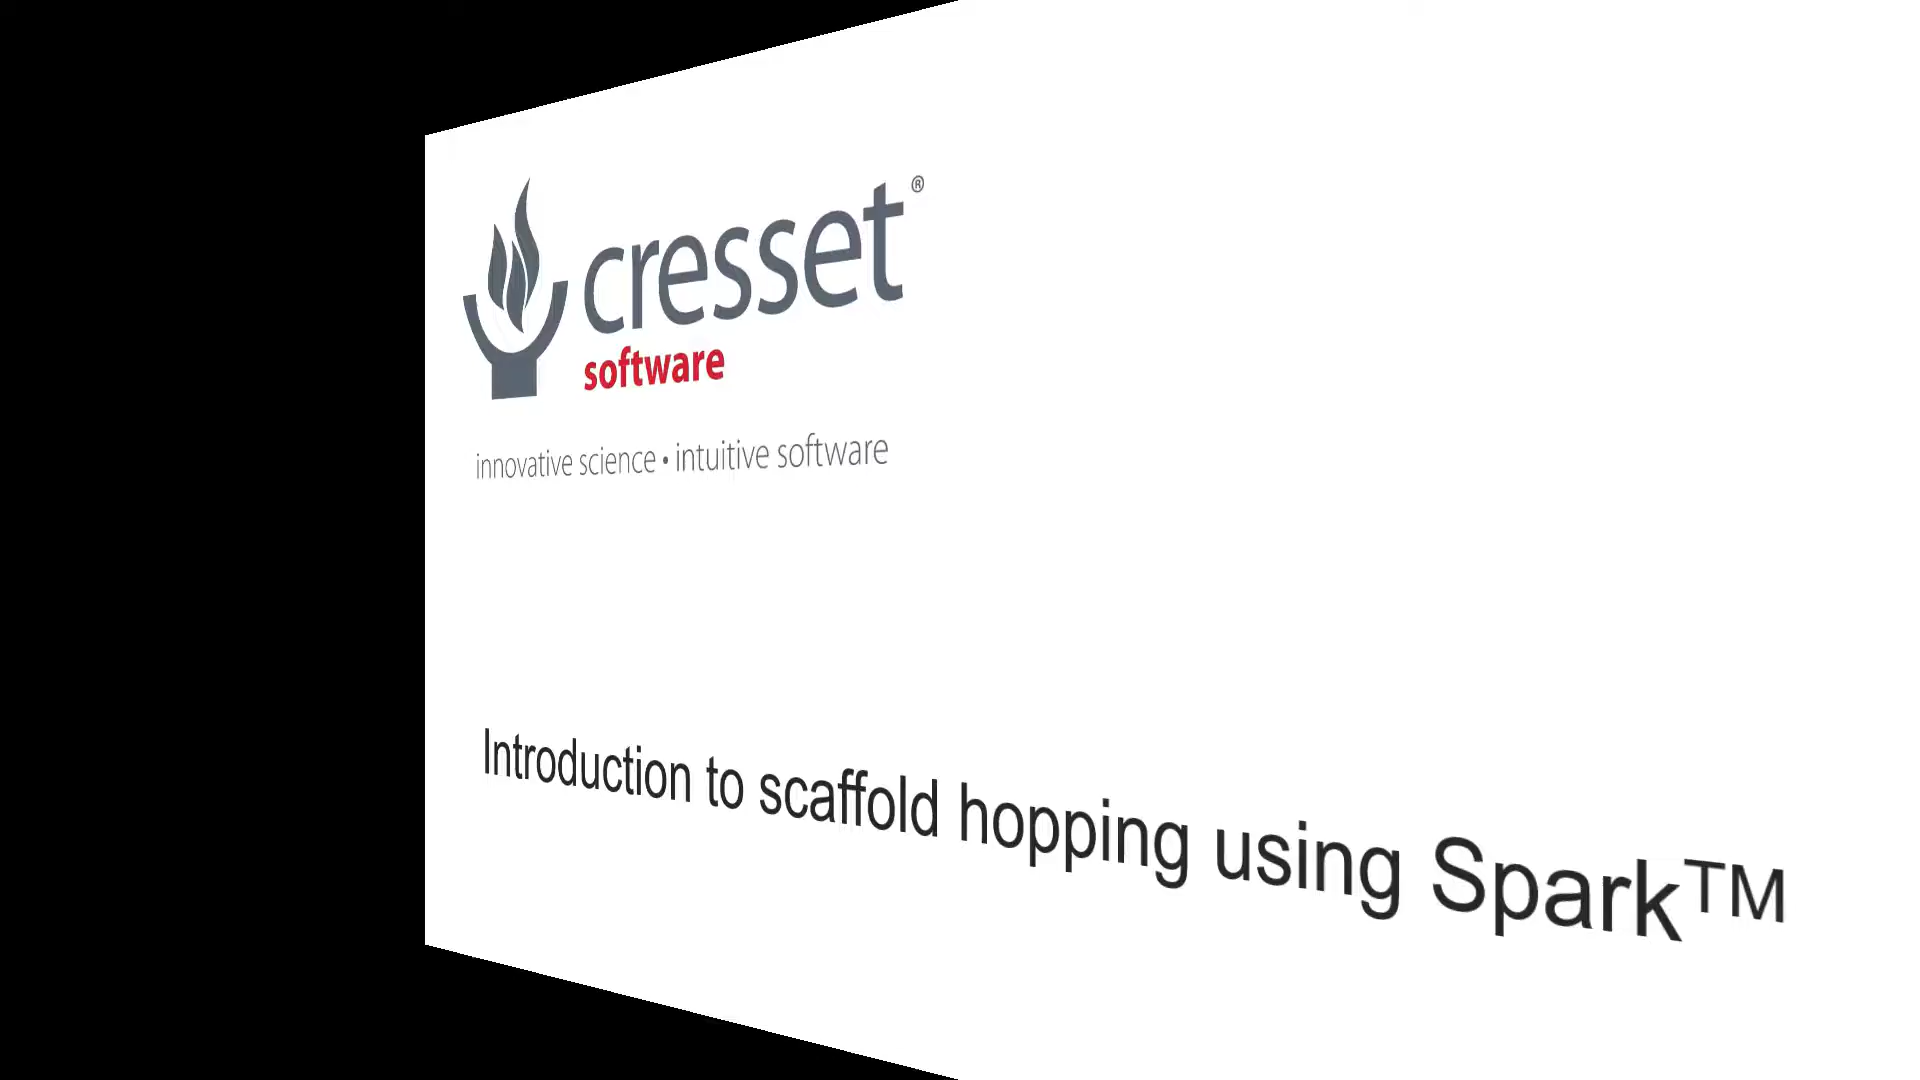 cresset®
software
innovative science • intuitive software
Introduction to scaffold hopping using Spark™